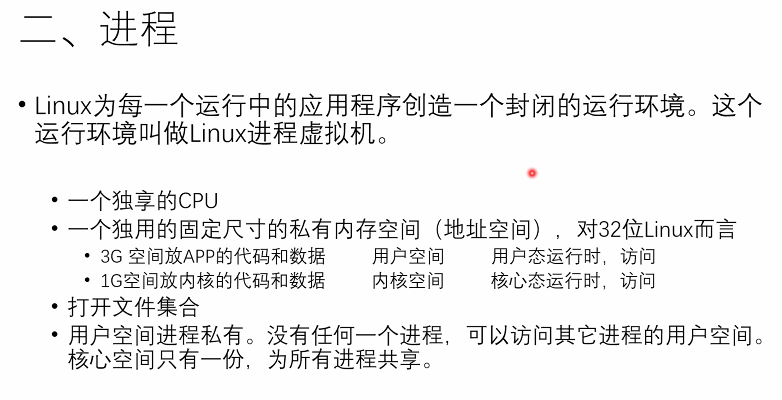 二、进程
• Linux为每一个运行中的应用程序创造一个封闭的运行环境。这个
运行环境叫做Linux进程虚拟机。
• 一个独享的CPU
• 一个独用的固定尺寸的私有内存空间（地址空间），对32位Linux而言
• 3G 空间放APP的代码和数据 用户空间 用户态运行时，访问
• 1G空间放内核的代码和数据 内核空间 核心态运行时，访问
• 打开文件集合
• 用户空间进程私有。没有任何一个进程，可以访问其它进程的用户空间。
核心空间只有一份，为所有进程共享。